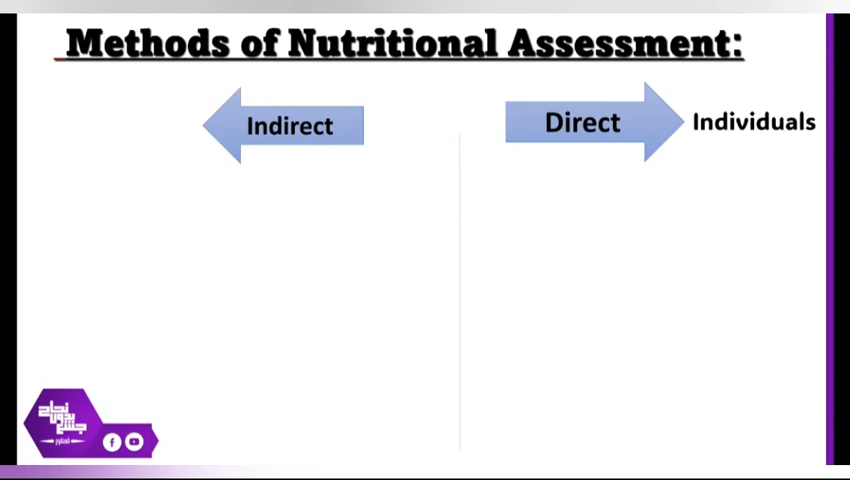 Methods of Nutritional Assessment:
Indirect
Direct
Individuals